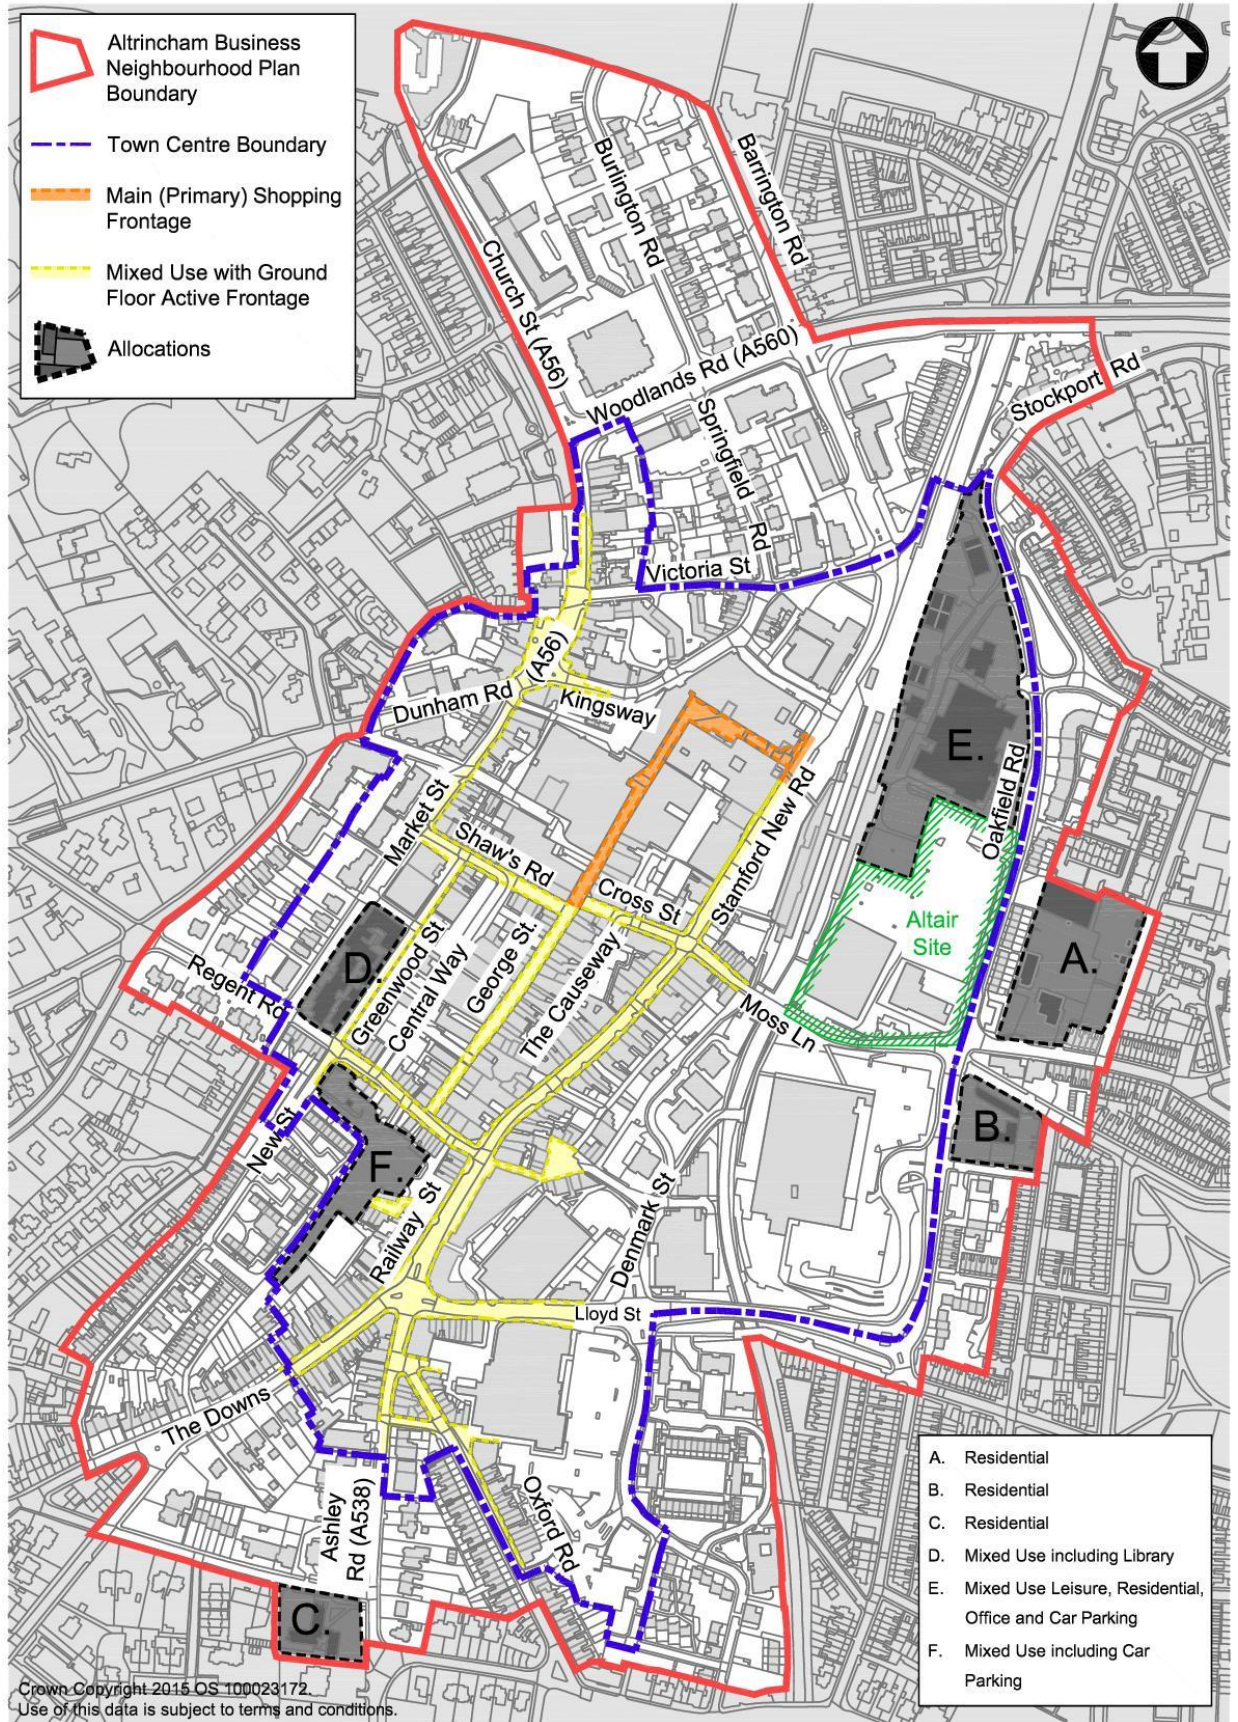 Altrincham Business
Neighbourhood Plan
Boundary
Town Centre Boundary
Main (Primary) Shopping
Frontage
Mixed Use with Ground
Floor Active Frontage
Allocations
Burlington Rd
Barrington Rd
Church St (A56)
Woodlands Rd (A560)
Stockport Rd
Springfield Rd
Victoria St
(A56)
Dunham Rd
Kingsway
E.
Oakfield Rd
Market St
Stamford New Rd
Shaw's Rd
Cross St
Altair
Site
A.
D.
Greenwood St
Central Way
George St.
The Causeway
Regent Rd
Moss Ln
B.
New St
F.
Railway St
Denmark St
Lloyd St
The Downs
Ashley
Rd (A538)
Oxford Rd
C.
A. Residential
B. Residential
C. Residential
D. Mixed Use including Library
E. Mixed Use Leisure, Residential,
Office and Car Parking
F. Mixed Use including Car
Parking
Crown Copyright 2015 OS 100023172.
Use of this data is subject to terms and conditions.